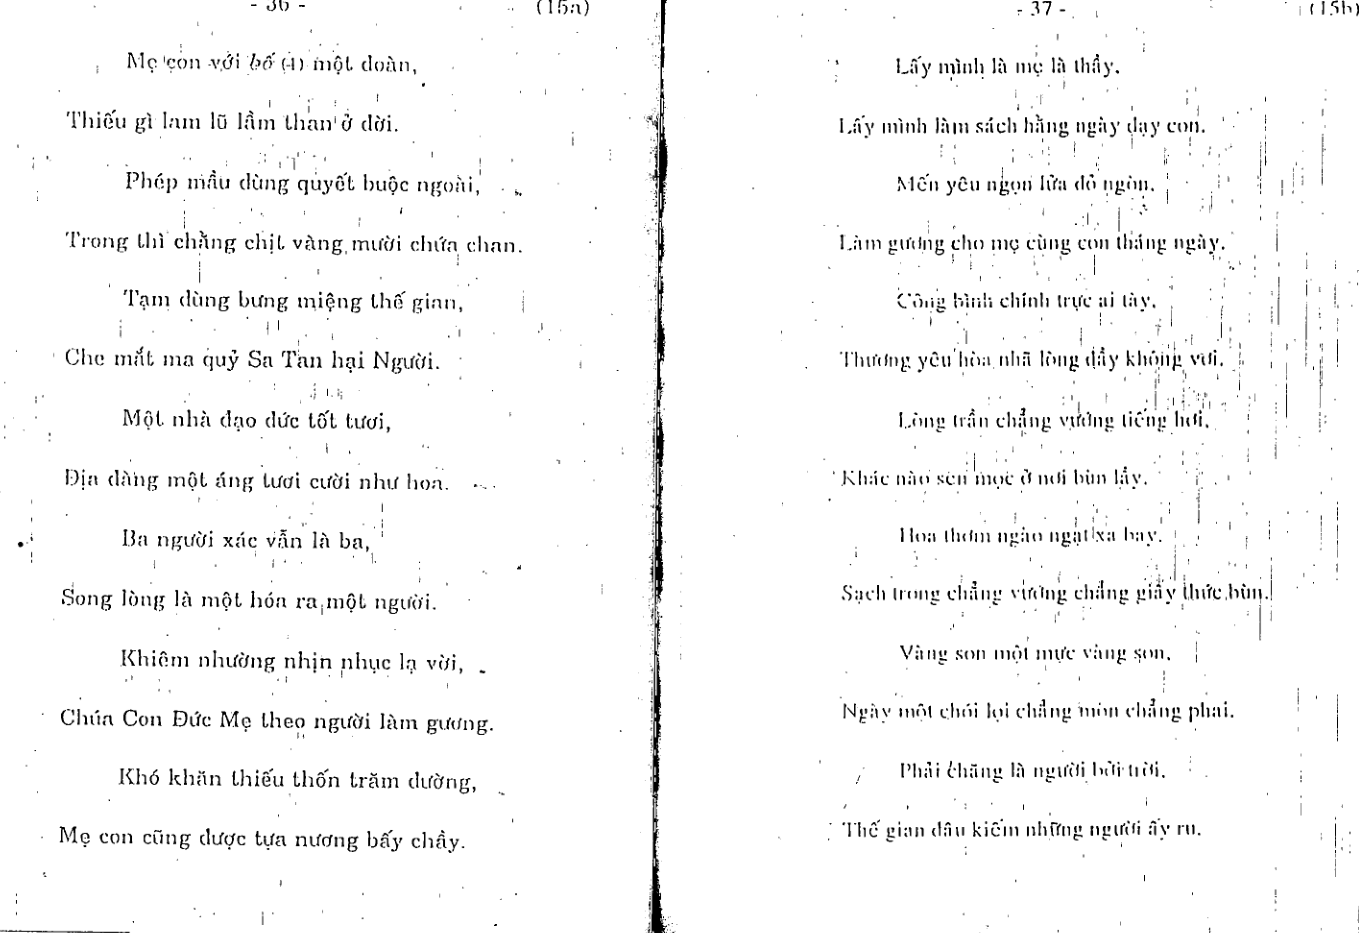 - 36 -
(15a)
Mẹ con với bố (1) một đoàn,
Thiếu gì lam lũ lầm than ở đời.
Phép mầu dùng quyết buộc ngoài,
Trong thì chằng chịt vàng mười chứa chan.
Tạm dùng bưng miệng thế gian,
Che mắt ma quỷ Sa Tan hại Người.
Một nhà đạo đức tốt tươi,
Địa đàng một áng tươi cười như hoa.
Ba người xác vẫn là ba,
Song lòng là một hóa ra một người.
Khiêm nhường nhịn nhục lạ vời,
Chúa Con Đức Mẹ theo người làm gương.
Khó khăn thiếu thốn trăm đường,
Mẹ con cũng được tựa nương bấy chầy.
- 37 -
(15b)
Lấy mình là mẹ là thầy.
Lấy mình làm sách hằng ngày dạy con.
Mến yêu ngọn lửa đỏ ngòn.
Làm gương cho mẹ cùng con tháng ngày.
Công bình chính trực ai tày.
Thương yêu hòa nhã lòng đầy không vơi.
Lòng trần chẳng vướng tiếng hơi.
Khác nào sen mọc ở nơi bùn lầy.
Hoa thơm ngào ngạt xa bay.
Sạch trong chẳng vương chẳng giây thức bùn.
Vàng son một mực vàng son.
Ngày một chói lọi chẳng mòn chẳng phai.
Phải chăng là người bởi trời.
Thế gian đâu kiếm những người ấy ru.